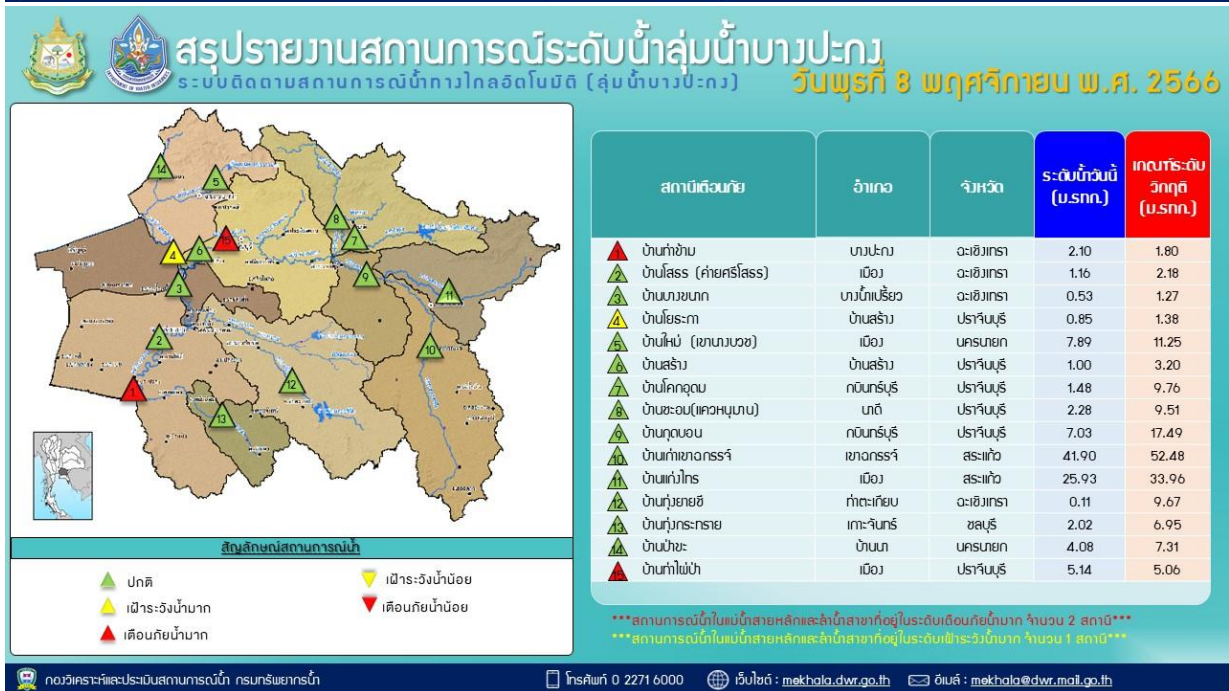 สรุปรายงานสถานการณ์ระดับน้ำลุ่มน้ำบางปะกง
ระบบติดตามสถานการณ์น้ำทางไกลอัตโนมัติ (ลุ่มน้ำบางปะกง)
วันพุธที่ 8 พฤศจิกายน พ.ศ. 2566
สถานีเตือนภัย อำเภอ จังหวัด ระดับน้ำวันนี้ (ม.รทก.) เกณฑ์ระดับวิกฤติ (ม.รทก.)
1 บ้านท่าข้าม บางปะกง ฉะเชิงเทรา 2.10 1.80
2 บ้านโสธร (ค่ายศรีโสธร) เมือง ฉะเชิงเทรา 1.16 2.18
3 บ้านบางขนาก บางน้ำเปรี้ยว ฉะเชิงเทรา 0.53 1.27
4 บ้านโยธะกา บ้านสร้าง ปราจีนบุรี 0.85 1.38
5 บ้านใหม่ (เขานางบวช) เมือง นครนายก 7.89 11.25
6 บ้านสร้าง บ้านสร้าง ปราจีนบุรี 1.00 3.20
7 บ้านโคกอุดม กบินทร์บุรี ปราจีนบุรี 1.48 9.76
8 บ้านชะอม(แควหนุมาน) นาดี ปราจีนบุรี 2.28 9.51
9 บ้านกุดบอน กบินทร์บุรี ปราจีนบุรี 7.03 17.49
10 บ้านเก่าเขาฉกรรจ์ เขาฉกรรจ์ สระแก้ว 41.90 52.48
11 บ้านแก่งไทร เมือง สระแก้ว 25.93 33.96
12 บ้านทุ่งยายชี ท่าตะเกียบ ฉะเชิงเทรา 0.11 9.67
13 บ้านทุ่งกระทราย เกาะจันทร์ ชลบุรี 2.02 6.95
14 บ้านป่าขะ บ้านนา นครนายก 4.08 7.31
15 บ้านท่าไผ่ป่า เมือง ปราจีนบุรี 5.14 5.06
สัญลักษณ์สถานการณ์น้ำ
ปกติ
เฝ้าระวังน้ำมาก
เตือนภัยน้ำมาก
เฝ้าระวังน้ำน้อย
เตือนภัยน้ำน้อย
***สถานการณ์น้ำในแม่น้ำสายหลักและลำน้ำสาขาที่อยู่ในระดับเตือนภัยน้ำมาก จำนวน 2 สถานี***
***สถานการณ์น้ำในแม่น้ำสายหลักและลำน้ำสาขาที่อยู่ในระดับเฝ้าระวังน้ำมาก จำนวน 1 สถานี***
กองวิเคราะห์และประเมินสถานการณ์น้ำ กรมทรัพยากรน้ำ
โทรศัพท์ 0 2271 6000
เว็บไซต์ : mekhala.dwr.go.th
อีเมล์ : mekhala@dwr.mail.go.th